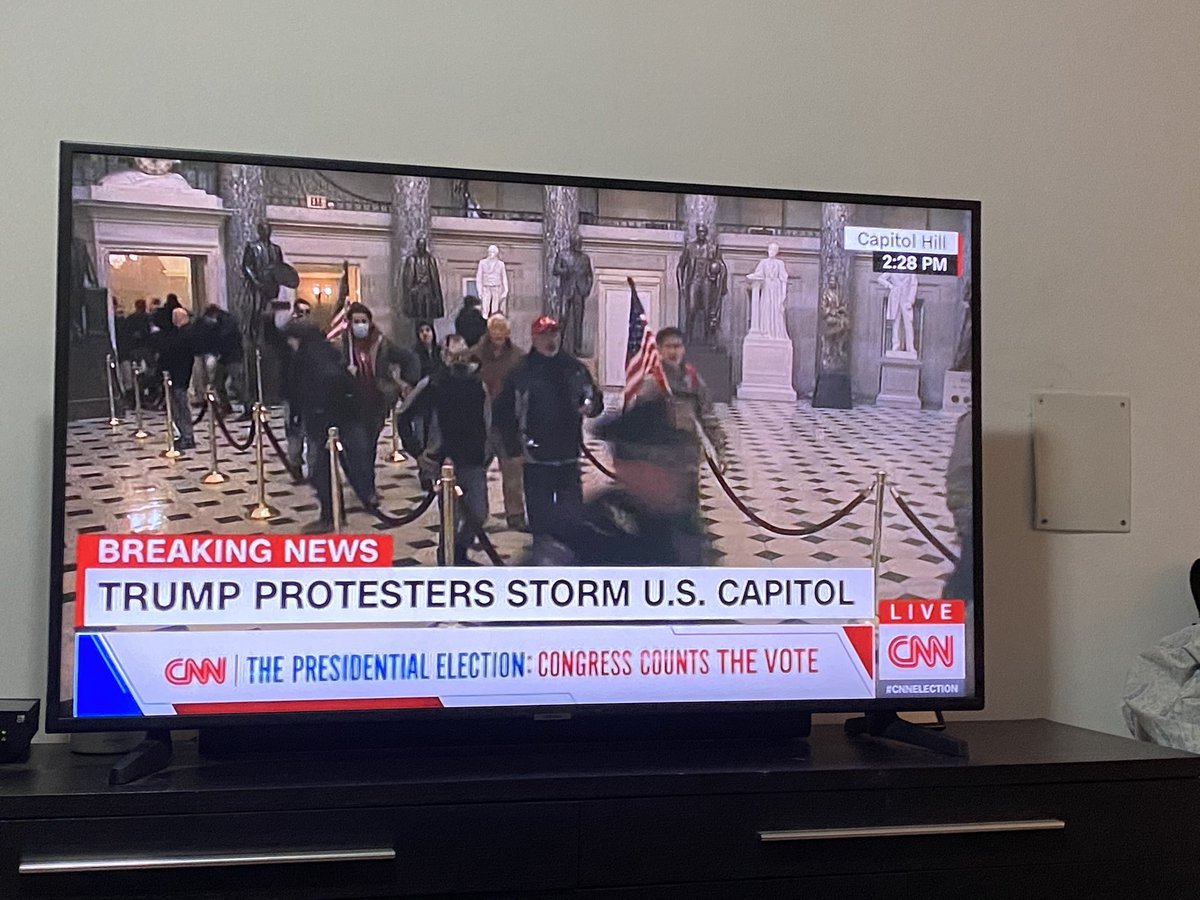 EXIT
Capitol Hill
2:28 PM
BREAKING NEWS
TRUMP PROTESTERS STORM U.S. CAPITOL
LIVE
CNN
THE PRESIDENTIAL ELECTION: CONGRESS COUNTS THE VOTE
CNN
#CNNELECTION